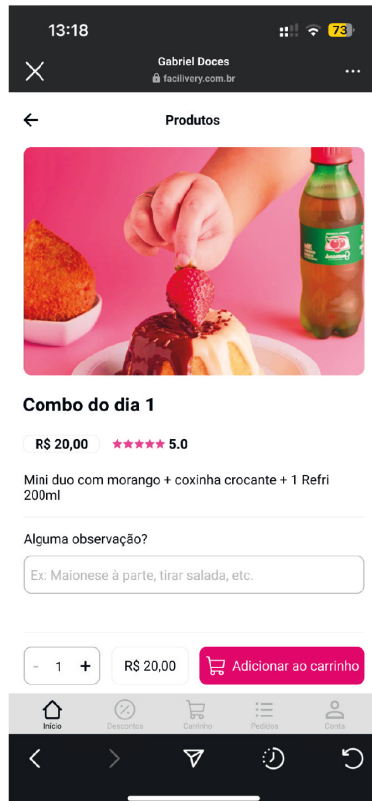 13:18
73
Gabriel Doces
facilivery.com.br
Produtos
Combo do dia 1
R$ 20,00
5.0
Mini duo com morango + coxinha crocante + 1 Refri
200ml
Alguma observação?
Ex: Maionese à parte, tirar salada, etc.
- 1 +
R$ 20,00
Adicionar ao carrinho
Início
Descontos
Carrinho
Pedidos
Conta